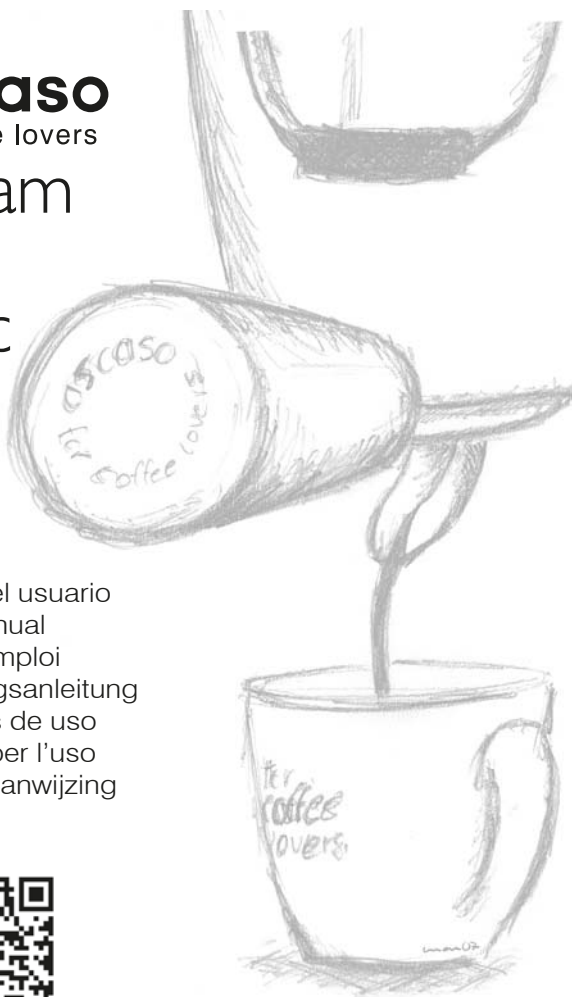 aso
e lovers
am
c
ascaso
for coffee lovers
el usuario
nual
mploi
gsanleitung
s de uso
per l'uso
anwijzing
for
coffee
lovers.